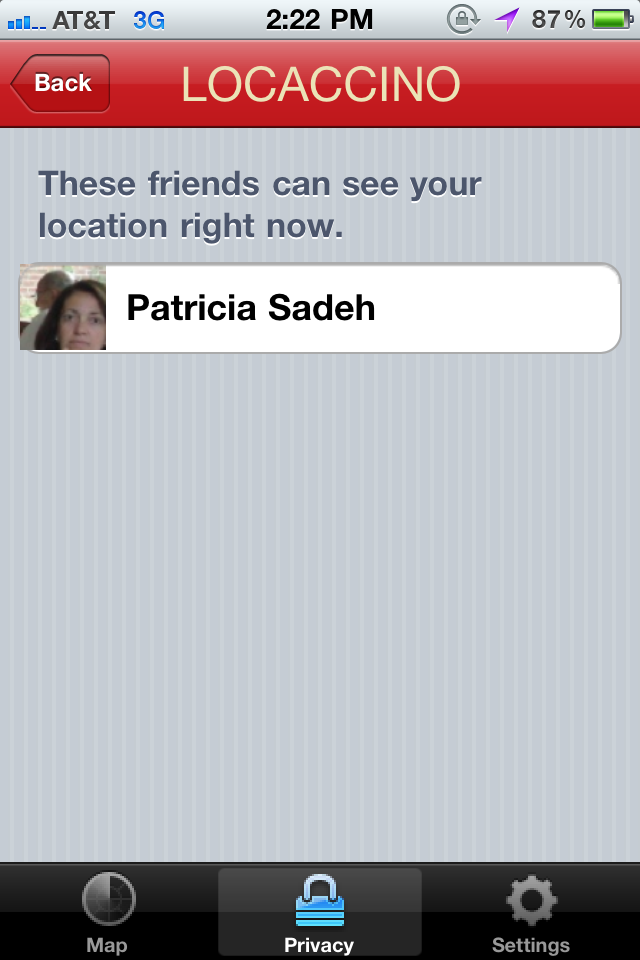 AT&T 3G 2:22 PM 87%
Back LOCACCINO
These friends can see your
location right now.
Patricia Sadeh
Map Privacy Settings